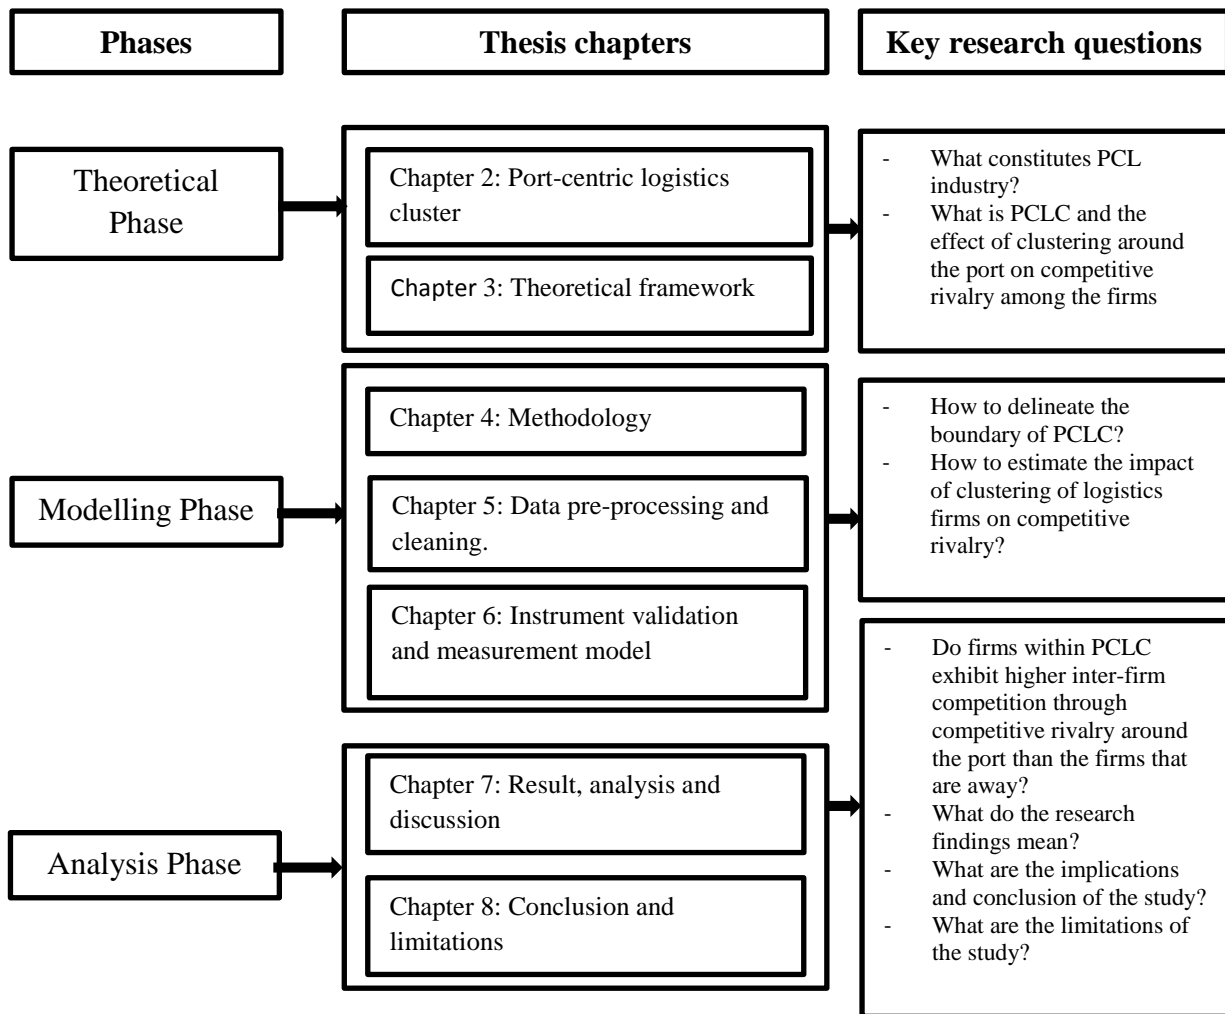 Phases
Thesis chapters
Key research questions
Theoretical
Phase
Chapter 2: Port-centric logistics
cluster
Chapter 3: Theoretical framework
- What constitutes PCL
industry?
- What is PCLC and the
effect of clustering around
the port on competitive
rivalry among the firms
Modelling Phase
Chapter 4: Methodology
Chapter 5: Data pre-processing and
cleaning.
Chapter 6: Instrument validation
and measurement model
- How to delineate the
boundary of PCLC?
- How to estimate the impact
of clustering of logistics
firms on competitive
rivalry?
Analysis Phase
Chapter 7: Result, analysis and
discussion
Chapter 8: Conclusion and
limitations
- Do firms within PCLC
exhibit higher inter-firm
competition through
competitive rivalry around
the port than the firms that
are away?
- What do the research
findings mean?
- What are the implications
and conclusion of the study?
- What are the limitations of
the study?